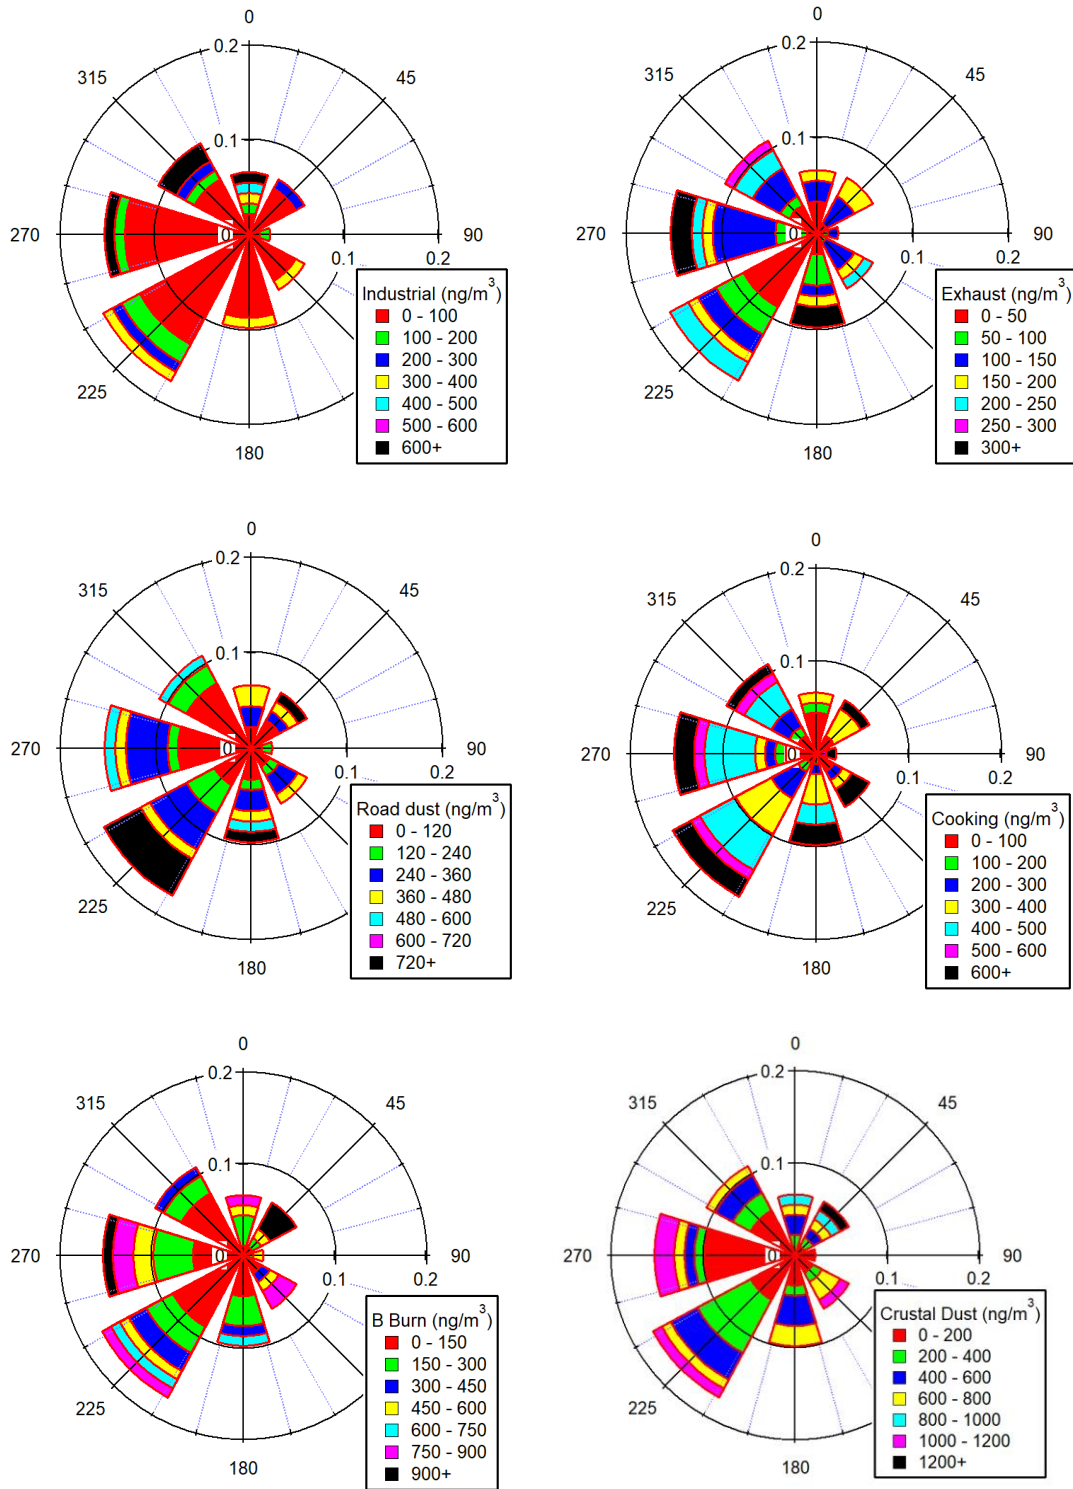 0
0.2
315
45
0.1
270
0
90
0.1
0.2
225
180
Industrial (ng/m³)
0 - 100
100 - 200
200 - 300
300 - 400
400 - 500
500 - 600
600+
0
0.2
315
45
0.1
270
0
90
0.1
0.2
225
180
Exhaust (ng/m³)
0 - 50
50 - 100
100 - 150
150 - 200
200 - 250
250 - 300
300+
0
0.2
315
45
0.1
270
0
90
0.1
0.2
225
180
Road dust (ng/m³)
0 - 120
120 - 240
240 - 360
360 - 480
480 - 600
600 - 720
720+
0
0.2
315
45
0.1
270
0
90
0.1
0.2
225
180
Cooking (ng/m³)
0 - 100
100 - 200
200 - 300
300 - 400
400 - 500
500 - 600
600+
0
0.2
315
45
0.1
270
0
90
0.1
0.2
225
180
B Burn (ng/m³)
0 - 150
150 - 300
300 - 450
450 - 600
600 - 750
750 - 900
900+
0
0.2
315
45
0.1
270
0
90
0.1
0.2
225
180
Crustal Dust (ng/m³)
0 - 200
200 - 400
400 - 600
600 - 800
800 - 1000
1000 - 1200
1200+